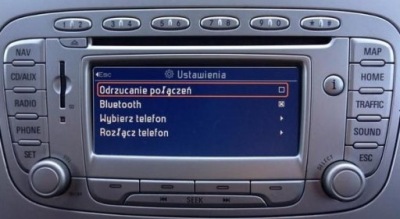 1 2 3 4 5 6 7 8 9 0 * #
NAV
CD/AUX
RADIO
PHONE
SET
Esc Ustawienia
Odrzucanie połączeń
Bluetooth
Wybierz telefon
Rozłącz telefon
MAP
HOME
i
TRAFFIC
SOUND
ESC
SELECT
SEEK